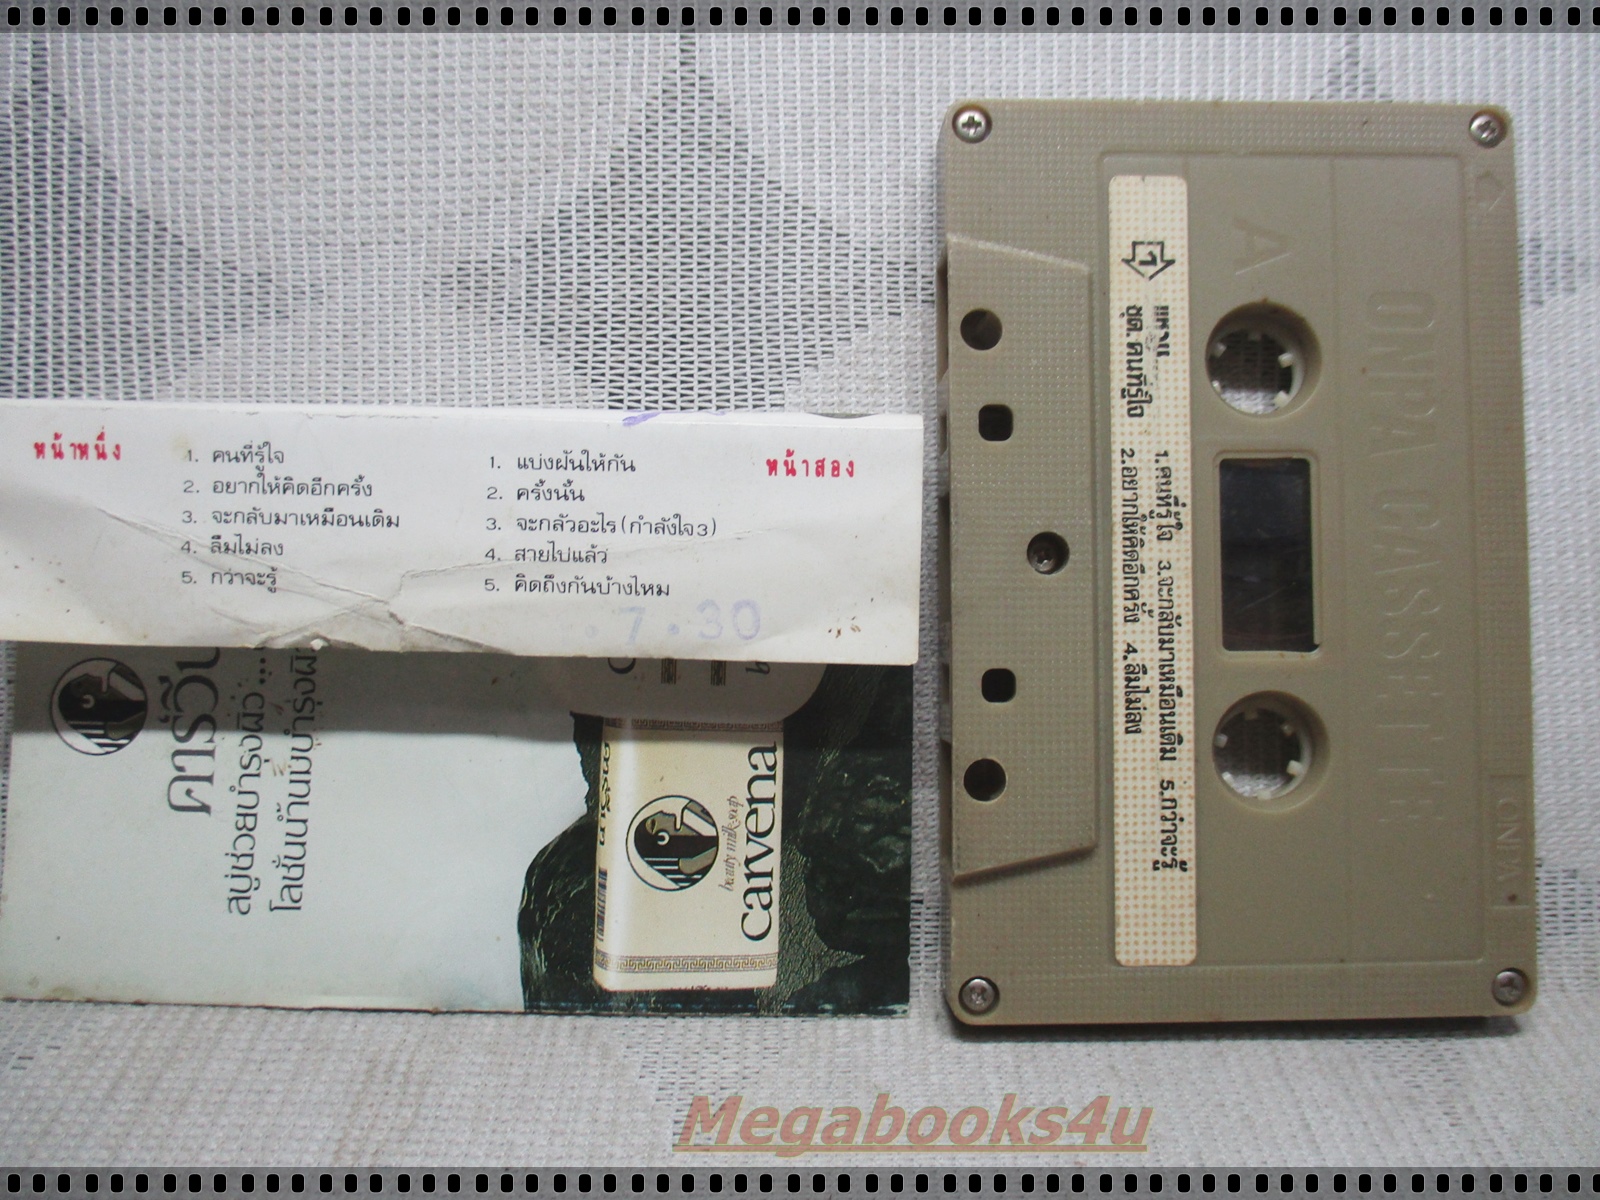 หน้าหนึ่ง
1. คนที่รู้ใจ
2. อยากให้คิดอีกครั้ง
3. จะกลับมาเหมือนเดิม
4. ลืมไม่ลง
5. กว่าจะรู้
หน้าสอง
1. แบ่งฝันให้กัน
2. ครั้งนั้น
3. จะกลัวอะไร (กำลังใจ 3)
4. สายไปแล้ว
5. คิดถึงกันบ้างไหม
.7.30
คาร์วีน
สบู่ช่วยบำรุงผิว...
โลชั่นน้ำนมบำรุงผิว
beauty milk soap
carvena
1
ชุด. คนที่รู้ใจ
1.คนที่รู้ใจ 3.จะกลับมาเหมือนเดิม 5.กว่าจะรู้
2.อยากให้คิดอีกครั้ง 4.ลืมไม่ลง
A
ONPA CASSETTE
ONPA
Megabooks4u